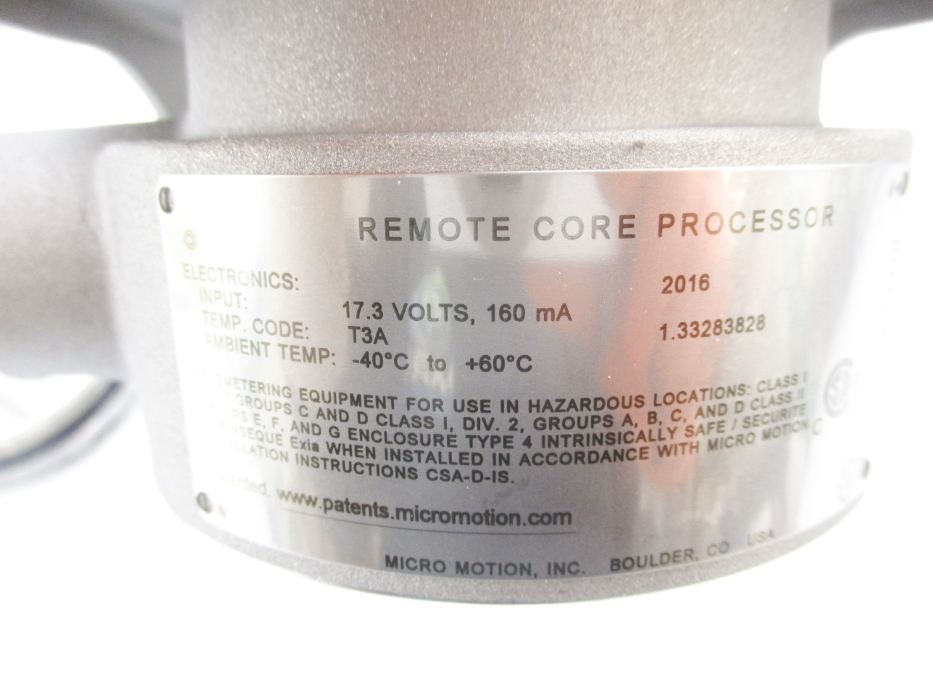 REMOTE CORE PROCESSOR
ELECTRONICS: 2016
INPUT: 17.3 VOLTS, 160 mA
TEMP. CODE: T3A 1.33283828
AMBIENT TEMP: -40°C to +60°C
METERING EQUIPMENT FOR USE IN HAZARDOUS LOCATIONS: CLASS I
GROUPS C AND D CLASS I, DIV. 2, GROUPS A, B, C, AND D CLASS II
E, F, AND G ENCLOSURE TYPE 4 INTRINSICALLY SAFE / SECURITE
Exia WHEN INSTALLED IN ACCORDANCE WITH MICRO MOTION
INSTRUCTIONS CSA-D-IS.
www.patents.micromotion.com
MICRO MOTION, INC. BOULDER, CO USA